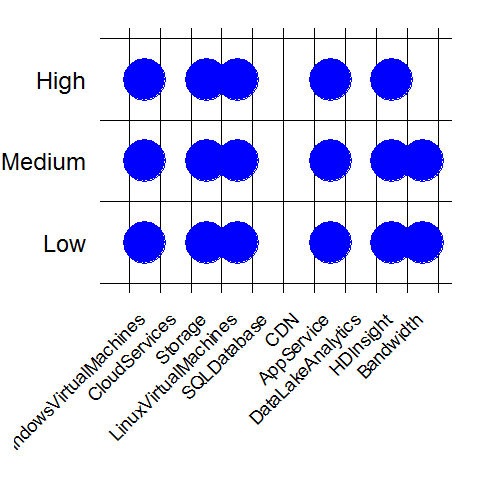 High
Medium
Low
ndowsVirtualMachines
CloudServices
Storage
LinuxVirtualMachines
SQLDatabase
CDN
AppService
DataLakeAnalytics
HDInsight
Bandwidth